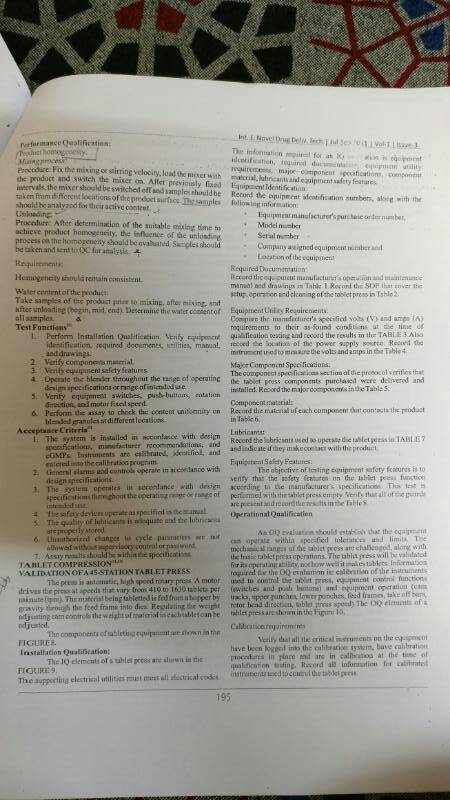 Int. J. Novel Drug Deliv. Tech. | Jul Sep 2011 | Vol-1 | Issue-3
Performance Qualification:
Product homogeneity:
Mixing process:
Procedure: Fix the mixing or stirring velocity, load the mixer with
the product and switch the mixer on. After previously fixed
intervals, the mixer should be switched off and samples should be
taken from different locations of the product surface. The samples
should be analyzed for their active content.
Unloading:
Procedure: After determination of the suitable mixing time to
achieve product homogeneity, the influence of the unloading
process on the homogeneity should be evaluated. Samples should
be taken and sent to QC for analysis.
Requirements:
Homogeneity should remain consistent.
Water content of the product:
Take samples of the product prior to mixing, after mixing, and
after unloading (begin, mid, end). Determine the water content of
all samples.
Test Functions
1. Perform Installation Qualification. Verify equipment
identification, required documents, utilities, manual,
and drawings.
2. Verify components material.
3. Verify equipment safety features.
4. Operate the blender throughout the range of operating
design specifications or range of intended use.
5. Verify equipment switches, push-buttons, rotation
direction, and motor fixed speed.
6. Perform the assay to check the content uniformity on
blended granules at different locations.
Acceptance Criteria
1. The system is installed in accordance with design
specifications, manufacturer recommendations, and
cGMPs. Instruments are calibrated, identified, and
entered into the calibration program.
2. General alarms and controls operate in accordance with
design specifications.
3. The system operates in accordance with design
specifications throughout the operating range or range of
intended use.
4. The safety devices operate as specified in the manual.
5. The quality of lubricants is adequate and the lubricants
are properly stored.
6. Unauthorized changes to cycle parameters are not
allowed without supervisory control or password.
7. Assay results should be within the specifications.
TABLET COMPRESSION
VALIDATION OF A 45-STATION TABLET PRESS
The press is automatic, high speed rotary press. A motor
drives the press at speeds that vary from 410 to 1630 tablets per
minute (tpm). The material being tabletted is fed from a hopper by
gravity through the feed frame into dies. Regulating the weight
adjusting cam controls the weight of material in each tablet can be
adjusted.
The components of tableting equipment are shown in the
FIGURE 8.
Installation Qualification:
The IQ elements of a tablet press are shown in the
FIGURE 9.
The supporting electrical utilities must meet all electrical codes.
The information required for an IQ ation is equipment
identification, required documentation, equipment utility
requirements, major component specifications, component
material, lubricants and equipment safety features.
Equipment Identification:
Record the equipment identification numbers, along with the
following information:
· Equipment manufacturer's purchase order number,
· Model number
· Serial number
· Company assigned equipment number and
· Location of the equipment
Required Documentation:
Record the equipment manufacturer's operation and maintenance
manual and drawings in Table 1.Record the SOP that cover the
setup, operation and cleaning of the tablet press in Table 2.
Equipment Utility Requirements:
Compare the manufacturer's specified volts (V) and amps (A)
requirements to their as-found conditions at the time of
qualification testing and record the results in the TABLE 3.Also
record the location of the power supply source. Record the
instrument used to measure the volts and amps in the Table 4.
Major Component Specifications:
The component specifications section of the protocol verifies that
the tablet press components purchased were delivered and
installed. Record the major components in the Table 5.
Component material:
Record the material of each component that contacts the product
in Table 6.
Lubricants:
Record the lubricants used to operate the tablet press in TABLE 7
and indicate if they make contact with the product.
Equipment Safety Features:
The objective of testing equipment safety features is to
verify that the safety features on the tablet press function
according to the manufacturer's specifications. This test is
performed with the tablet press empty. Verify that all of the guards
are present and record the results in the Table 8.
Operational Qualification
An OQ evaluation should establish that the equipment
can operate within specified tolerances and limits. The
mechanical ranges of the tablet press are challenged, along with
the basic tablet press operations. The tablet press will be validated
for its operating ability, not how well it makes tablets. Information
required for the OQ evaluation is: calibration of the instruments
used to control the tablet press, equipment control functions
(switches and push buttons) and equipment operation (cam
tracks, upper punches, lower punches, feed frames, take off bars,
rotor head direction, tablet press speed).The OQ elements of a
tablet press are shown in the Figure 10.
Calibration requirements
Verify that all the critical instruments on the equipment
have been logged into the calibration system, have calibration
procedures in place and are in calibration at the time of
qualification testing. Record all information for calibrated
instruments used to control the tablet press.
195